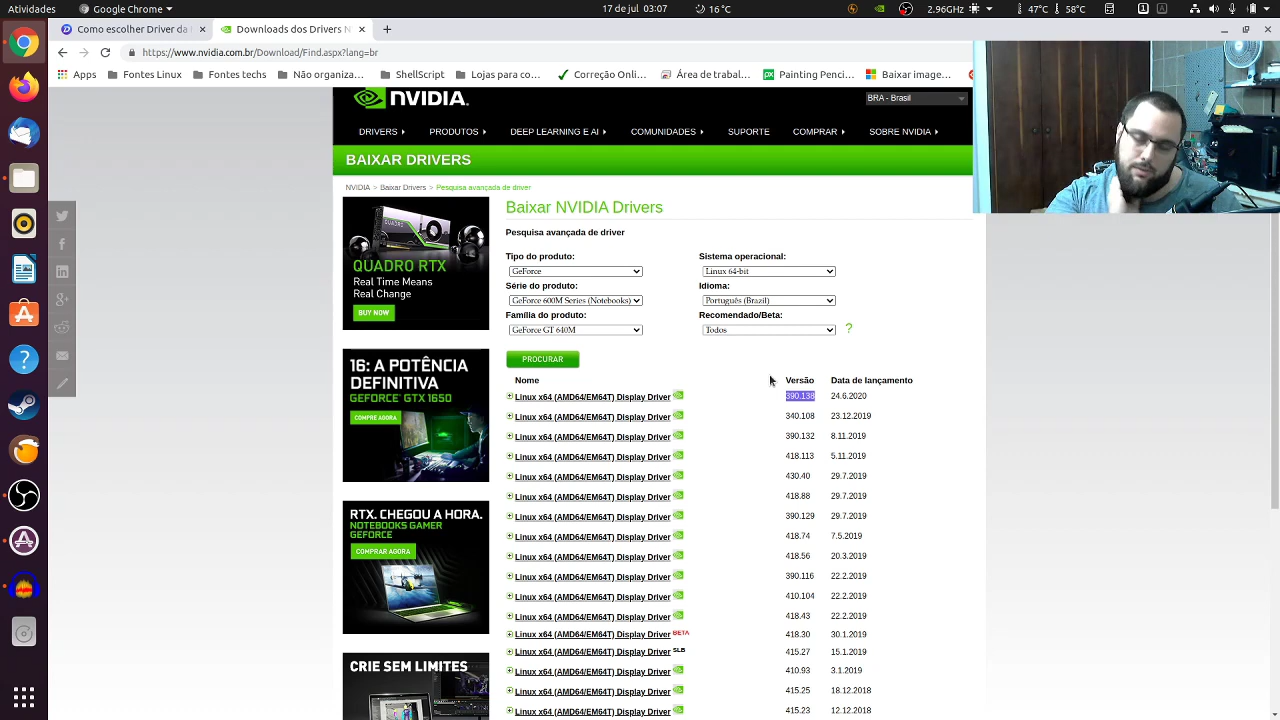 Google Chrome
17 de jul 03:07
Como escolher Driver da
Downloads dos Drivers N
https://www.nvidia.com.br/Download/Find.aspx?lang=br
Apps
Fontes Linux
Fontes techs
Não organiza...
ShellScript
Lojas para co...
Correção Onli...
Área de trabal...
Painting Penci...
Baixar image...
NVIDIA.
BRA - Brasil
DRIVERS
PRODUTOS
DEEP LEARNING E AI
COMUNIDADES
SUPORTE
COMPRAR
SOBRE NVIDIA
BAIXAR DRIVERS
NVIDIA > Baixar Drivers > Pesquisa avançada de driver
QUADRO
QUADRO RTX
Real Time Means
Real Change
BUY NOW
16: A POTÊNCIA
DEFINITIVA
GEFORCE® GTX 1650
COMPRE AGORA
RTX. CHEGOU A HORA.
NOTEBOOKS GAMER
GEFORCE
COMPRAR AGORA
CRIE SEM LIMITES
Baixar NVIDIA Drivers
Pesquisa avançada de driver
Tipo do produto:
GeForce
Sistema operacional:
Linux 64-bit
Série do produto:
GeForce 600M Series (Notebooks)
Idioma:
Português (Brazil)
Família do produto:
GeForce GT 640M
Recomendado/Beta:
Todos
?
PROCURAR
Nome Versão Data de lançamento
Linux x64 (AMD64/EM64T) Display Driver 390.138 24.6.2020
Linux x64 (AMD64/EM64T) Display Driver 340.108 23.12.2019
Linux x64 (AMD64/EM64T) Display Driver 390.132 8.11.2019
Linux x64 (AMD64/EM64T) Display Driver 418.113 5.11.2019
Linux x64 (AMD64/EM64T) Display Driver 430.40 29.7.2019
Linux x64 (AMD64/EM64T) Display Driver 418.88 29.7.2019
Linux x64 (AMD64/EM64T) Display Driver 390.129 29.7.2019
Linux x64 (AMD64/EM64T) Display Driver 418.74 7.5.2019
Linux x64 (AMD64/EM64T) Display Driver 418.56 20.3.2019
Linux x64 (AMD64/EM64T) Display Driver 390.116 22.2.2019
Linux x64 (AMD64/EM64T) Display Driver 410.104 22.2.2019
Linux x64 (AMD64/EM64T) Display Driver 418.43 22.2.2019
Linux x64 (AMD64/EM64T) Display Driver BETA 418.30 30.1.2019
Linux x64 (AMD64/EM64T) Display Driver SLB 415.27 15.1.2019
Linux x64 (AMD64/EM64T) Display Driver 410.93 3.1.2019
Linux x64 (AMD64/EM64T) Display Driver 415.25 18.12.2018
Linux x64 (AMD64/EM64T) Display Driver 415.23 12.12.2018